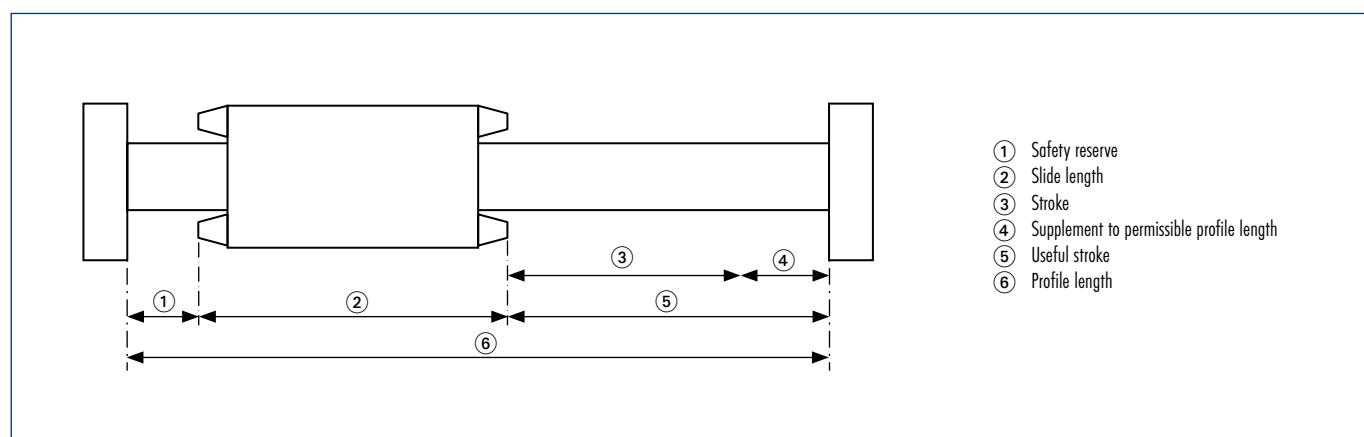 ③ ④
① ② ⑤
⑥
① Safety reserve
② Slide length
③ Stroke
④ Supplement to permissible profile length
⑤ Useful stroke
⑥ Profile length